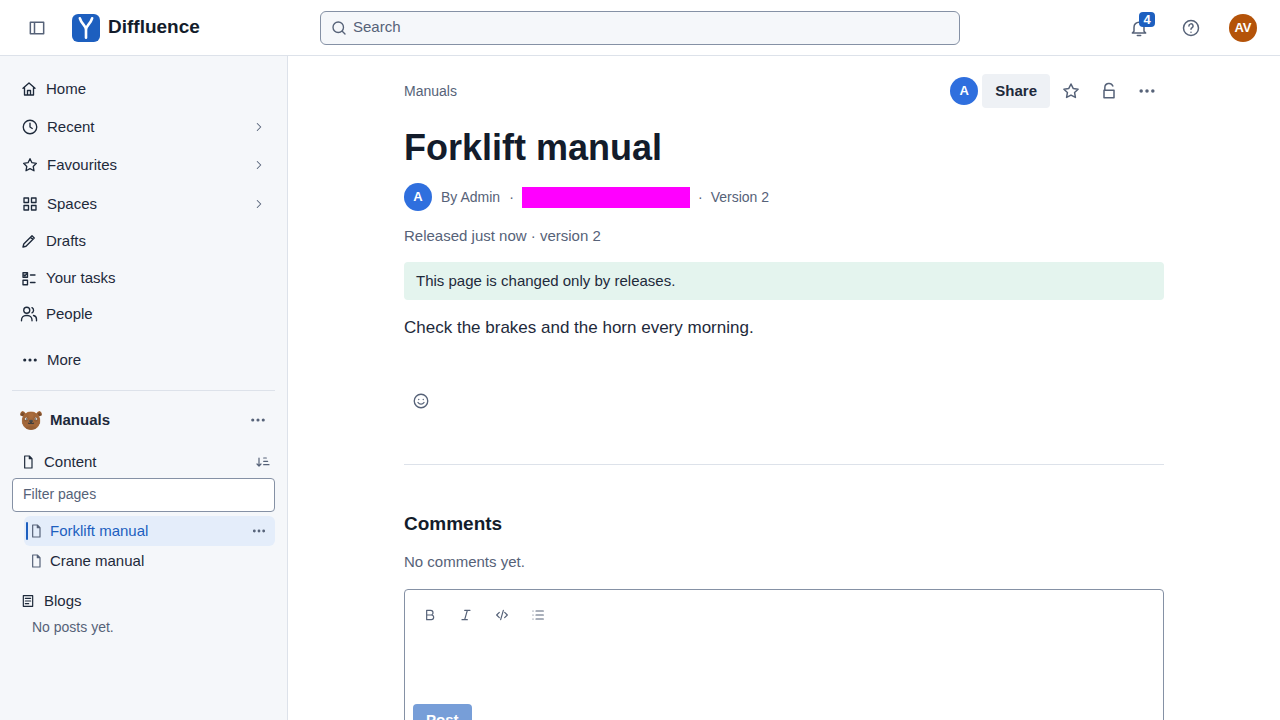 Diffluence
Search
4
AV
Home
Recent
Favourites
Spaces
Drafts
Your tasks
People
More
Manuals
Content
Filter pages
Forklift manual
Crane manual
Blogs
No posts yet.
Manuals
A
Share
Forklift manual
A
By Admin ·
· Version 2
Released just now · version 2
This page is changed only by releases.
Check the brakes and the horn every morning.
Comments
No comments yet.
Post